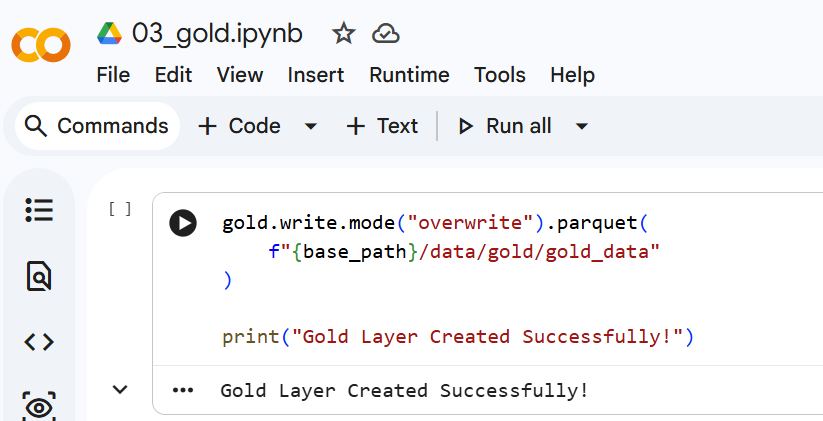 03_gold.ipynb
File Edit View Insert Runtime Tools Help
Commands + Code + Text Run all
[ ]
gold.write.mode("overwrite").parquet(
    f"{base_path}/data/gold/gold_data"
)
print("Gold Layer Created Successfully!")
Gold Layer Created Successfully!